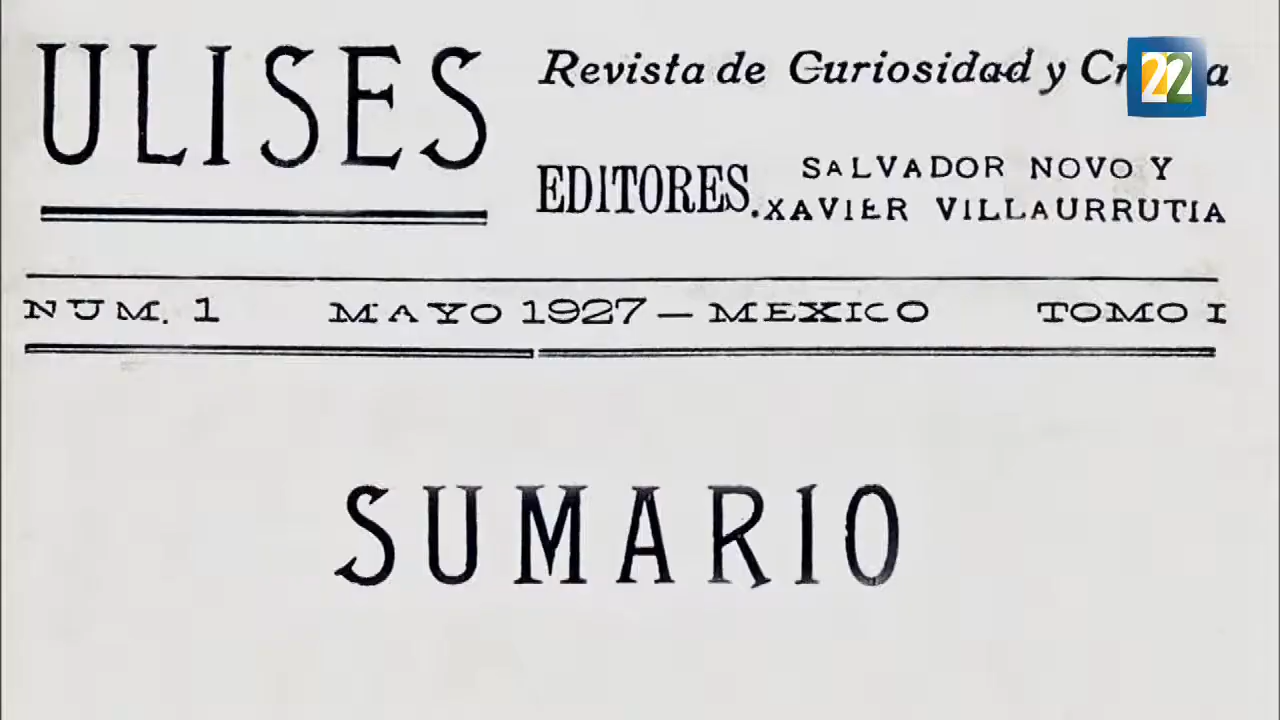 ULISES
Revista de Curiosidad y
EDITORES. SALVADOR NOVO Y
XAVIER VILLAURRUTIA
NUM. 1 MAYO 1927 — MEXICO TOMO I
SUMARIO
22